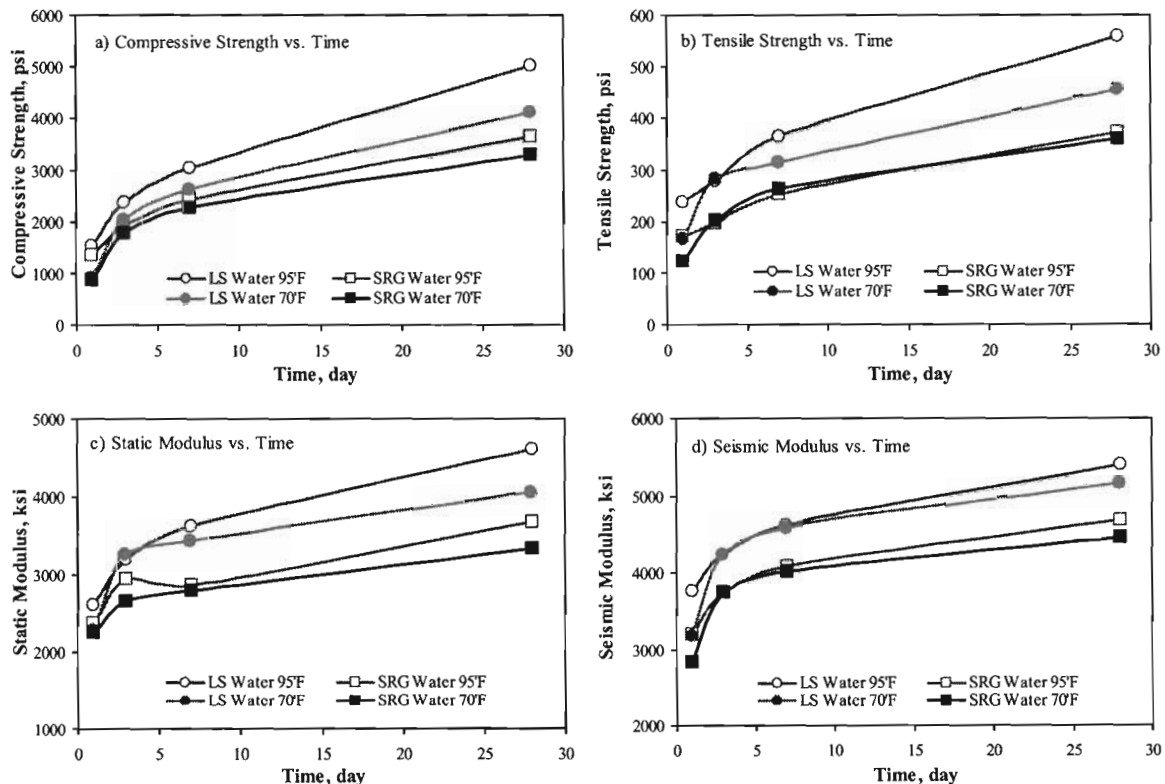 a) Compressive Strength vs. Time
Compressive Strength, psi
6000
5000
4000
3000
2000
1000
0
LS Water 95°F
SRG Water 95°F
LS Water 70°F
SRG Water 70°F
0 5 10 15 20 25 30
Time, day
b) Tensile Strength vs. Time
Tensile Strength, psi
600
500
400
300
200
100
0
LS Water 95°F
SRG Water 95°F
LS Water 70°F
SRG Water 70°F
0 5 10 15 20 25 30
Time, day
c) Static Modulus vs. Time
Static Modulus, ksi
5000
4000
3000
2000
1000
LS Water 95°F
SRG Water 95°F
LS Water 70°F
SRG Water 70°F
0 5 10 15 20 25 30
Time, day
d) Seismic Modulus vs. Time
Seismic Modulus, ksi
6000
5000
4000
3000
2000
LS Water 95°F
SRG Water 95°F
LS Water 70°F
SRG Water 70°F
0 5 10 15 20 25 30
Time, day